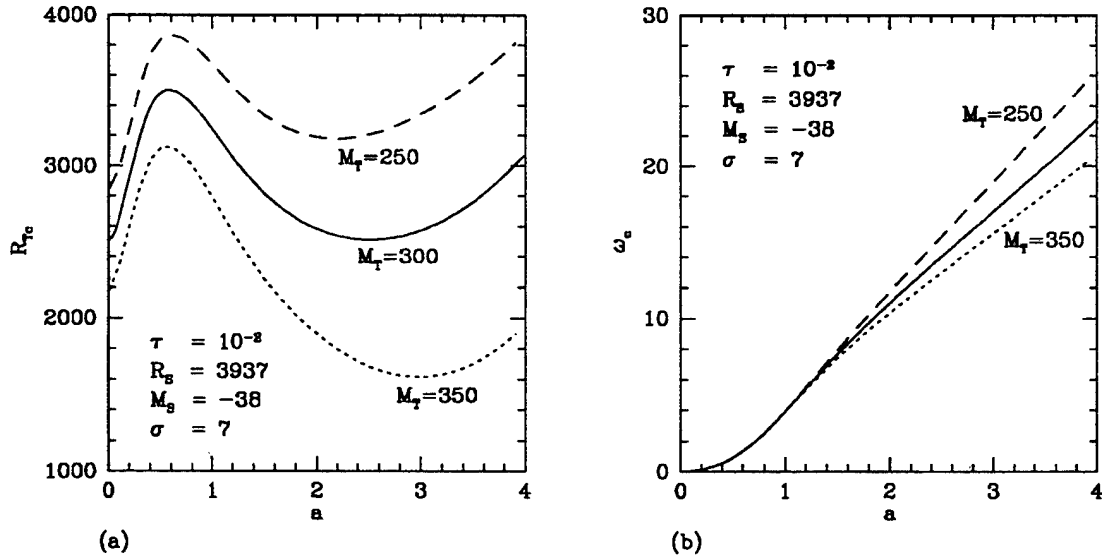 4000
3000
2000
1000
R_Tc
M_T=250
M_T=300
M_T=350
τ = 10⁻²
R_S = 3937
M_S = -38
σ = 7
0 1 2 3 4
a
(a)
30
20
10
0
ω_c
τ = 10⁻²
R_S = 3937
M_S = -38
σ = 7
M_T=250
M_T=350
0 1 2 3 4
a
(b)